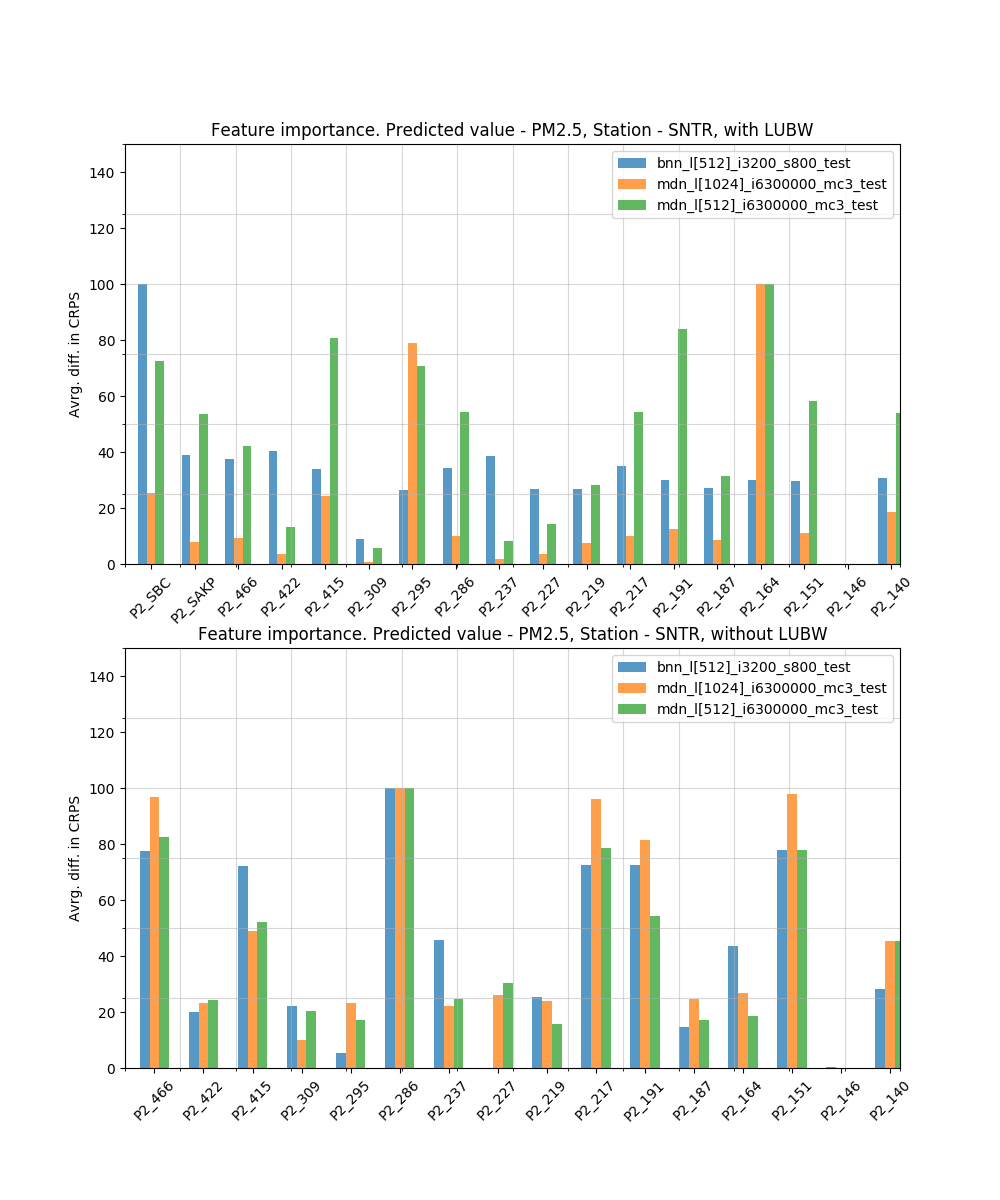 Feature importance. Predicted value - PM2.5, Station - SNTR, with LUBW
bnn_l[512]_i3200_s800_test
mdn_l[1024]_i6300000_mc3_test
mdn_l[512]_i6300000_mc3_test
Avrg. diff. in CRPS
140
120
100
80
60
40
20
0
P2_SBC P2_SAKP P2_466 P2_422 P2_415 P2_309 P2_295 P2_286 P2_237 P2_227 P2_219 P2_217 P2_191 P2_187 P2_164 P2_151 P2_146 P2_140
Feature importance. Predicted value - PM2.5, Station - SNTR, without LUBW
bnn_l[512]_i3200_s800_test
mdn_l[1024]_i6300000_mc3_test
mdn_l[512]_i6300000_mc3_test
Avrg. diff. in CRPS
140
120
100
80
60
40
20
0
P2_466 P2_422 P2_415 P2_309 P2_295 P2_286 P2_237 P2_227 P2_219 P2_217 P2_191 P2_187 P2_164 P2_151 P2_146 P2_140